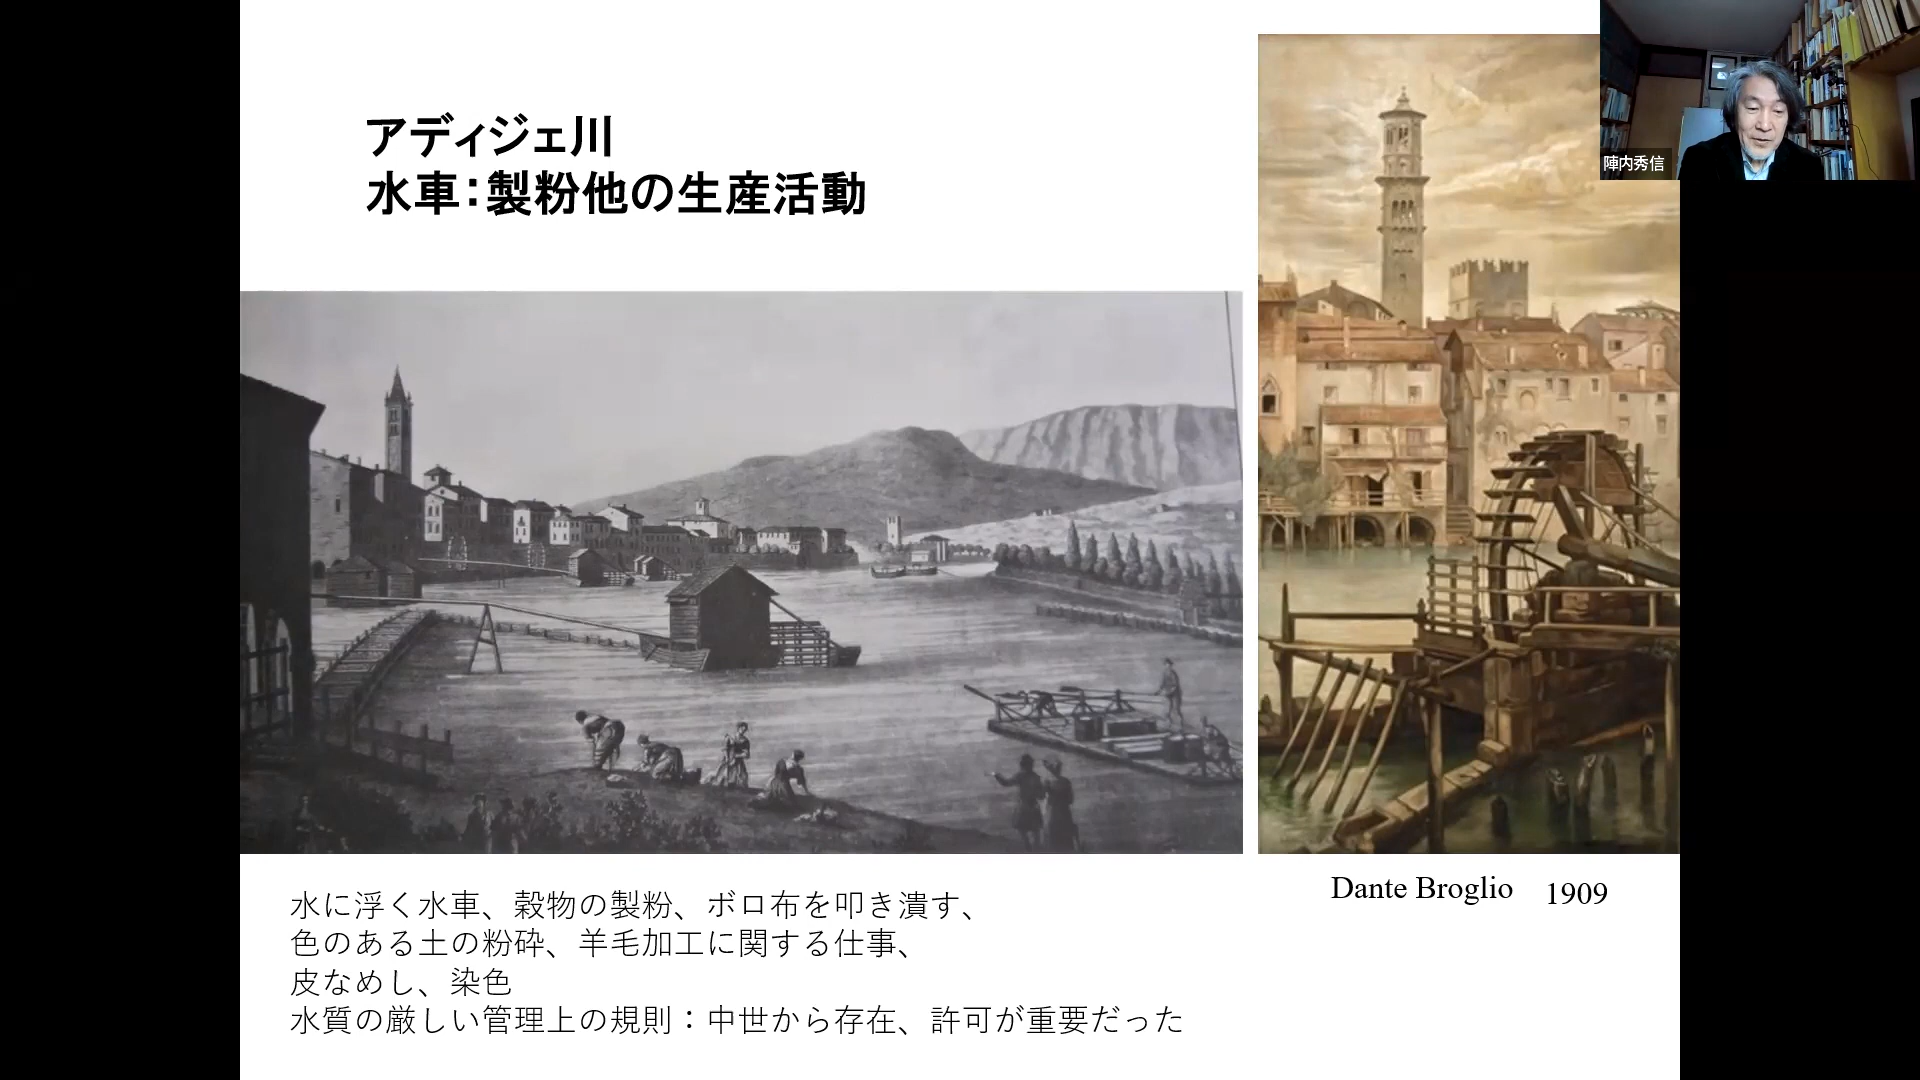 アディジェ川
水車：製粉他の生産活動
陣内秀信
水に浮く水車、穀物の製粉、ボロ布を叩き潰す、
色のある土の粉砕、羊毛加工に関する仕事、
皮なめし、染色
水質の厳しい管理上の規則：中世から存在、許可が重要だった
Dante Broglio 1909